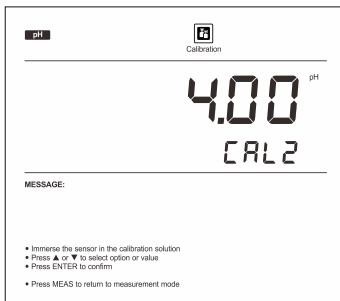 pH
Calibration
4.00 pH
CAL2
MESSAGE:
• Immerse the sensor in the calibration solution
• Press ▲ or ▼ to select option or value
• Press ENTER to confirm
• Press MEAS to return to measurement mode